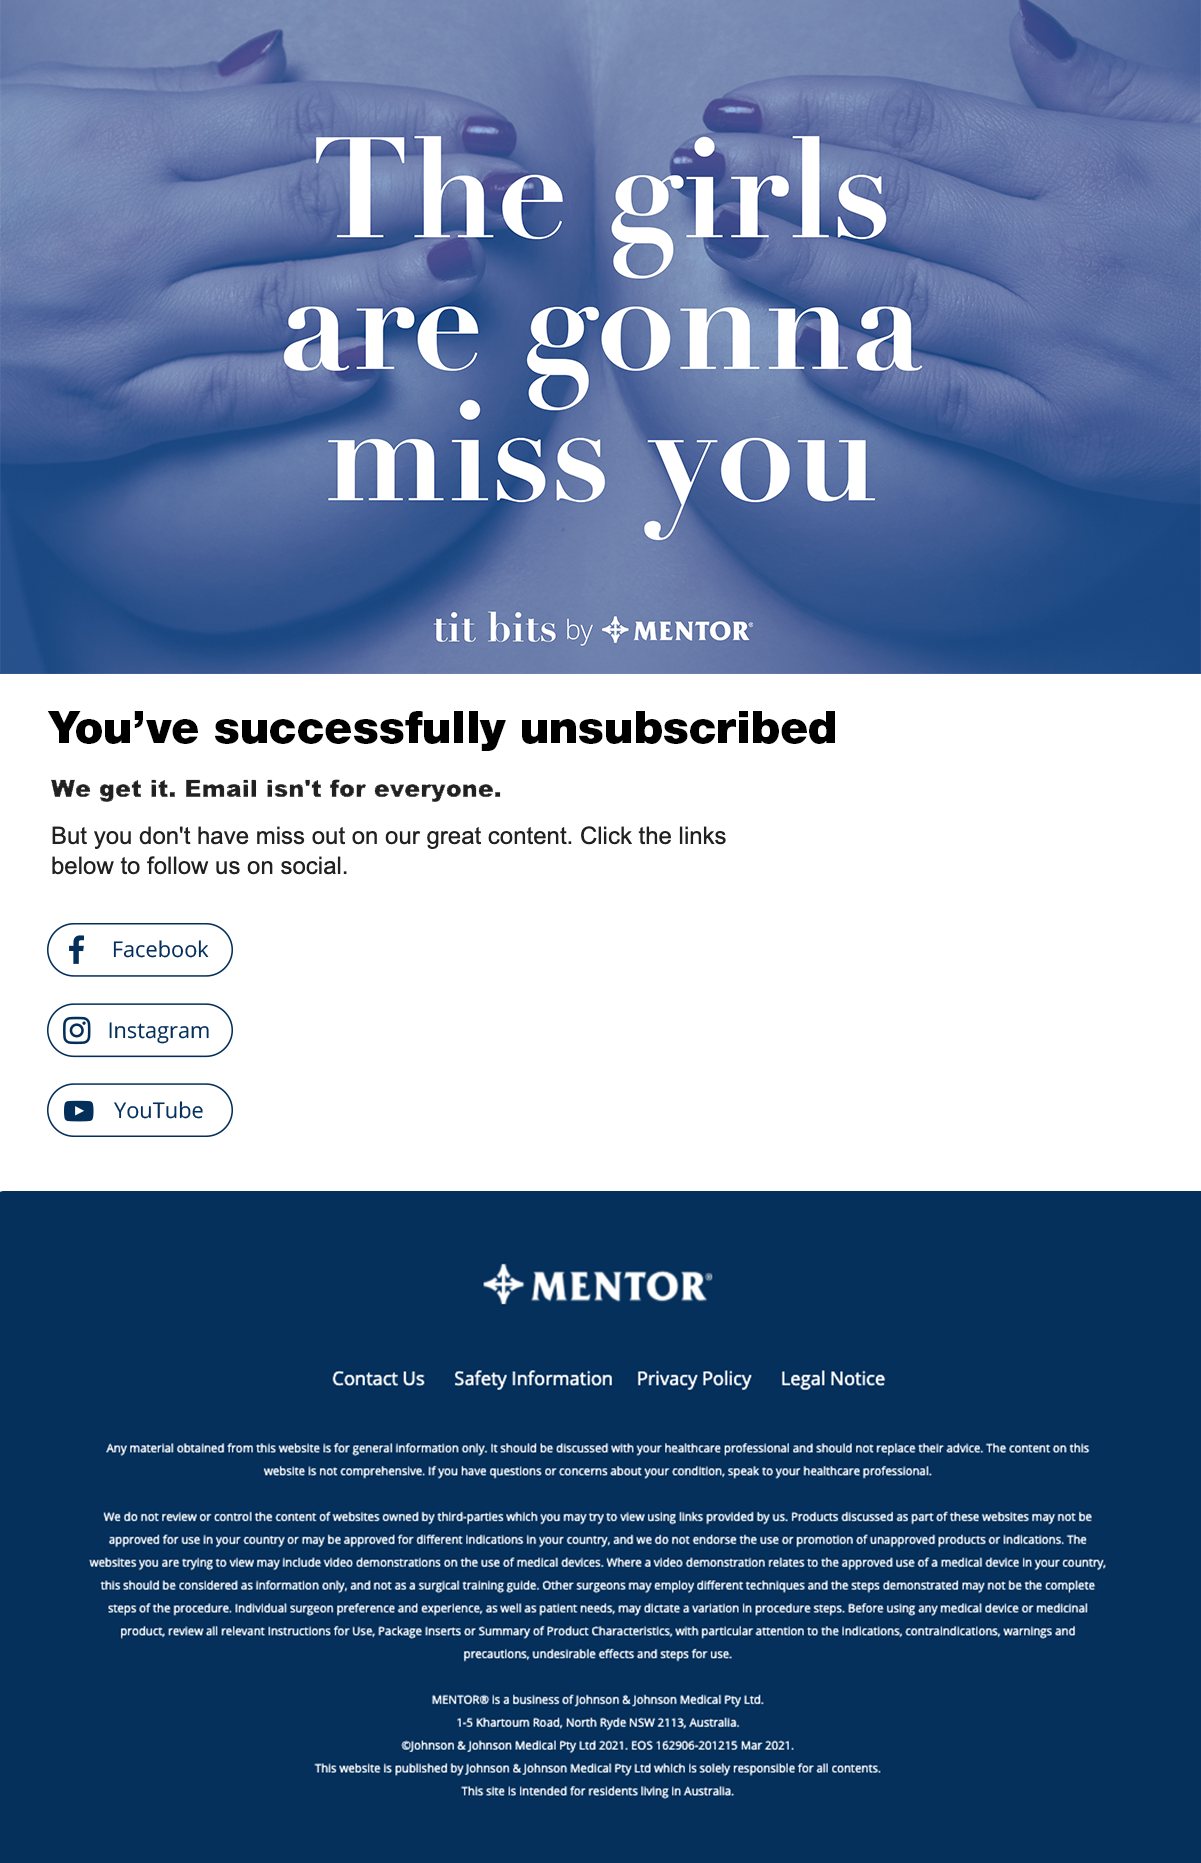 The girls
are gonna
miss you
tit bits by MENTOR®
You’ve successfully unsubscribed
We get it. Email isn't for everyone.
But you don't have miss out on our great content. Click the links
below to follow us on social.
Facebook
Instagram
YouTube
MENTOR®
Contact Us Safety Information Privacy Policy Legal Notice
Any material obtained from this website is for general information only. It should be discussed with your healthcare professional and should not replace their advice. The content on this
website is not comprehensive. If you have questions or concerns about your condition, speak to your healthcare professional.
We do not review or control the content of websites owned by third-parties which you may try to view using links provided by us. Products discussed as part of these websites may not be
approved for use in your country or may be approved for different indications in your country, and we do not endorse the use or promotion of unapproved products or indications. The
websites you are trying to view may include video demonstrations on the use of medical devices. Where a video demonstration relates to the approved use of a medical device in your country,
this should be considered as information only, and not as a surgical training guide. Other surgeons may employ different techniques and the steps demonstrated may not be the complete
steps of the procedure. Individual surgeon preference and experience, as well as patient needs, may dictate a variation in procedure steps. Before using any medical device or medicinal
product, review all relevant Instructions for Use, Package Inserts or Summary of Product Characteristics, with particular attention to the indications, contraindications, warnings and
precautions, undesirable effects and steps for use.
MENTOR® is a business of Johnson & Johnson Medical Pty Ltd.
1-5 Khartoum Road, North Ryde NSW 2113, Australia.
©Johnson & Johnson Medical Pty Ltd 2021. EOS 162906-201215 Mar 2021.
This website is published by Johnson & Johnson Medical Pty Ltd which is solely responsible for all contents.
This site is intended for residents living in Australia.